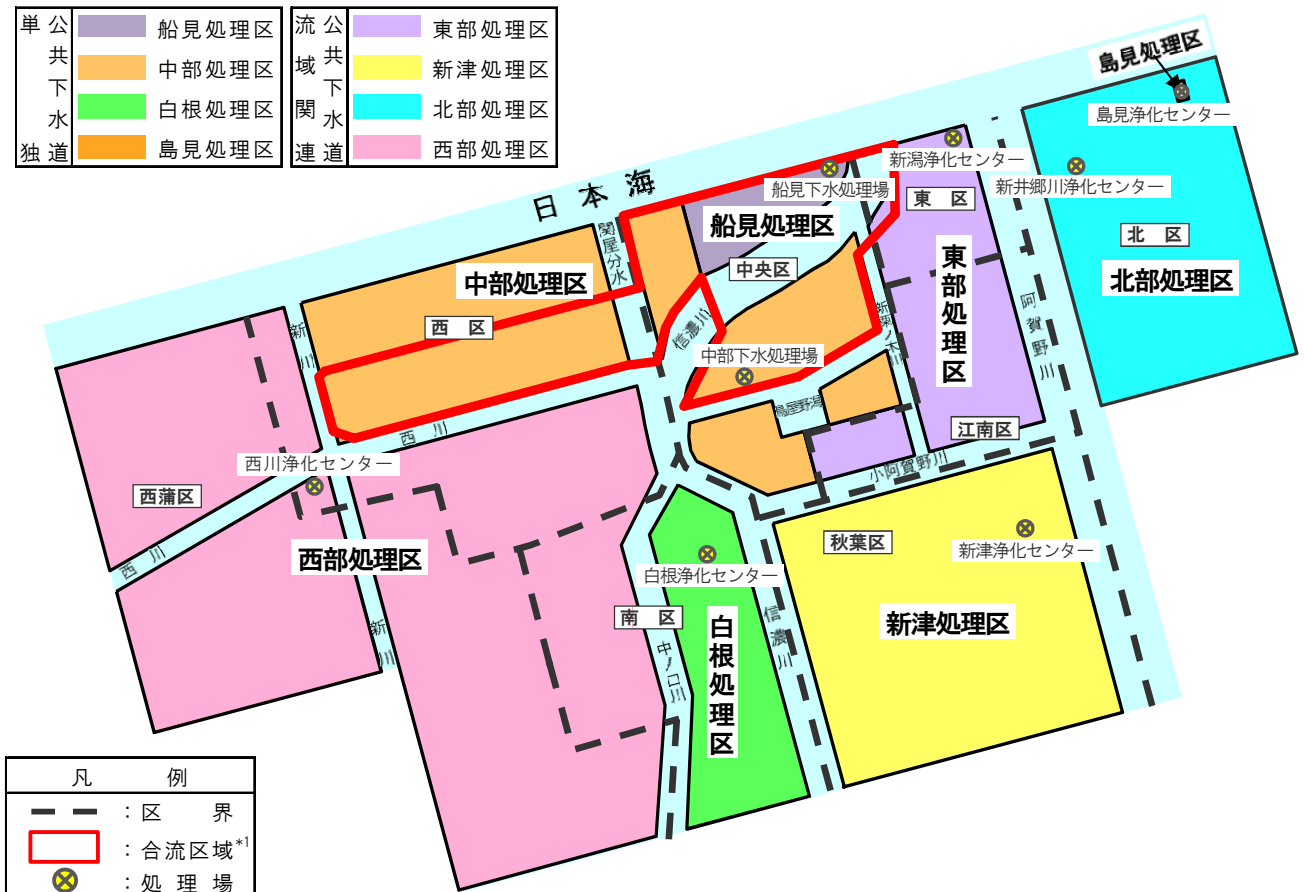 単独
公共下水道
船見処理区
中部処理区
白根処理区
島見処理区
流域関連
公共下水道
東部処理区
新津処理区
北部処理区
西部処理区
島見処理区
島見浄化センター
日本海
新潟浄化センター
船見下水処理場
新井郷川浄化センター
東 区
船見処理区
関屋分水
中央区
北 区
中部処理区
東部処理区
北部処理区
西 区
新川
信濃川
新栗ノ木川
阿賀野川
中部下水処理場
鳥屋野潟
西川
江南区
西川浄化センター
小阿賀野川
西蒲区
西川
西部処理区
秋葉区
新津浄化センター
白根浄化センター
南 区
白根処理区
信濃川
新津処理区
新川
中ノ口川
凡 例
:区 界
:合流区域*1
:処理場